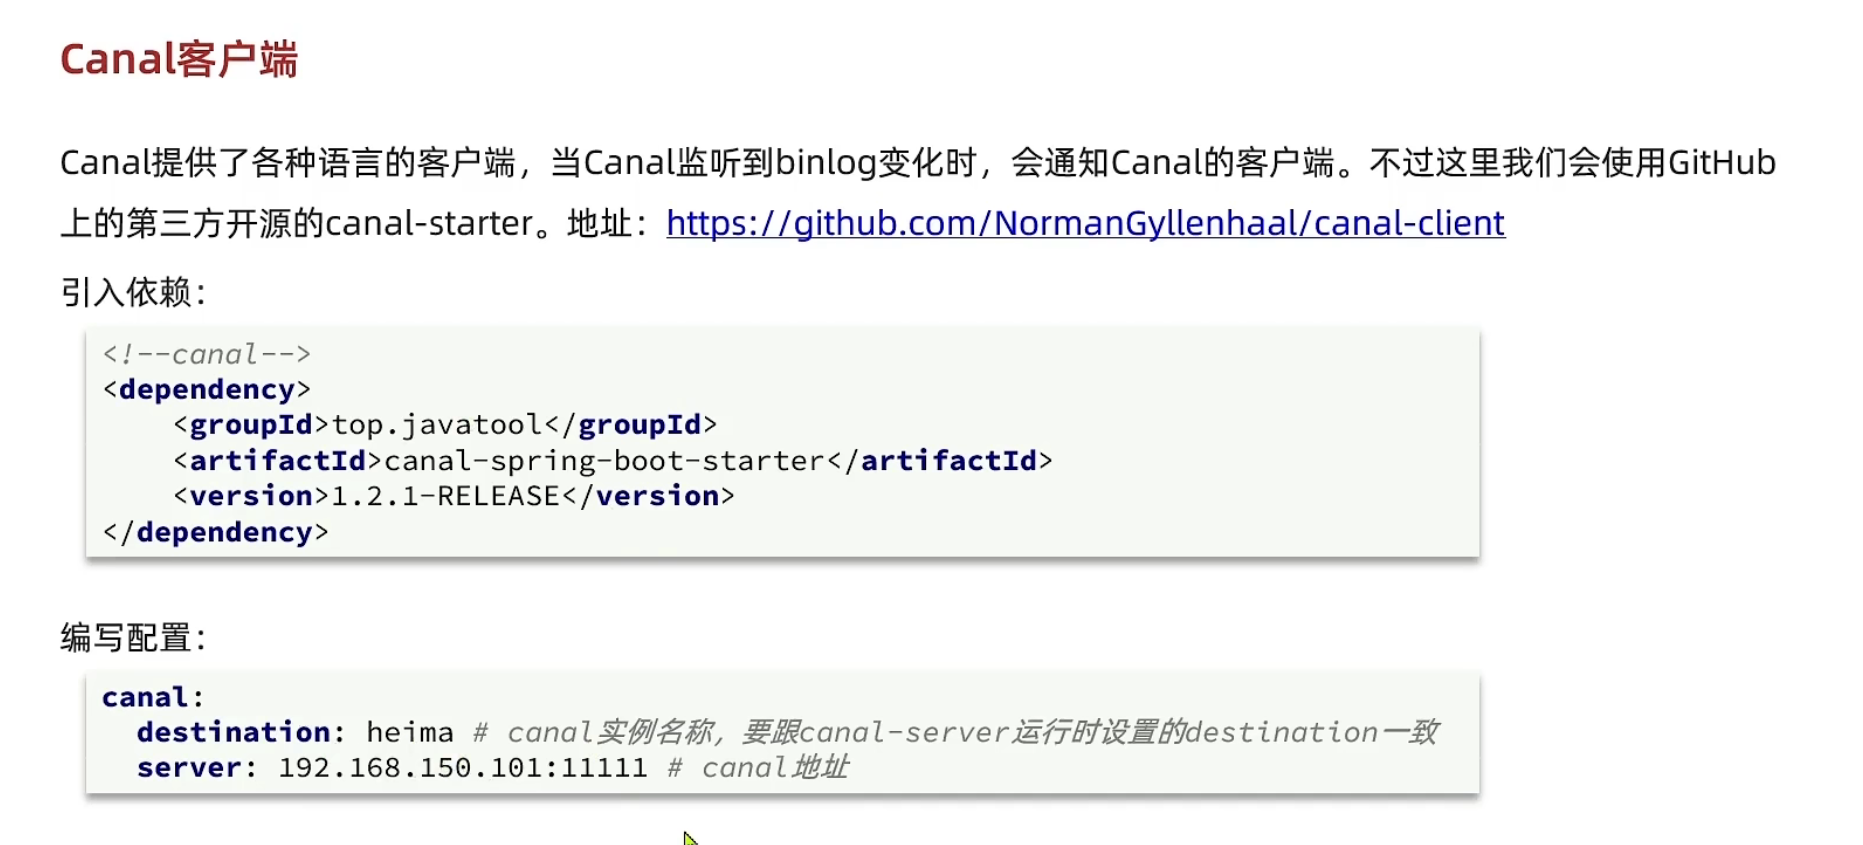 Canal客户端
Canal提供了各种语言的客户端，当Canal监听到binlog变化时，会通知Canal的客户端。不过这里我们会使用GitHub
上的第三方开源的canal-starter。地址：https://github.com/NormanGyllenhaal/canal-client
引入依赖：
<!--canal-->
<dependency>
    <groupId>top.javatool</groupId>
    <artifactId>canal-spring-boot-starter</artifactId>
    <version>1.2.1-RELEASE</version>
</dependency>
编写配置：
canal:
  destination: heima # canal实例名称，要跟canal-server运行时设置的destination一致
  server: 192.168.150.101:11111 # canal地址